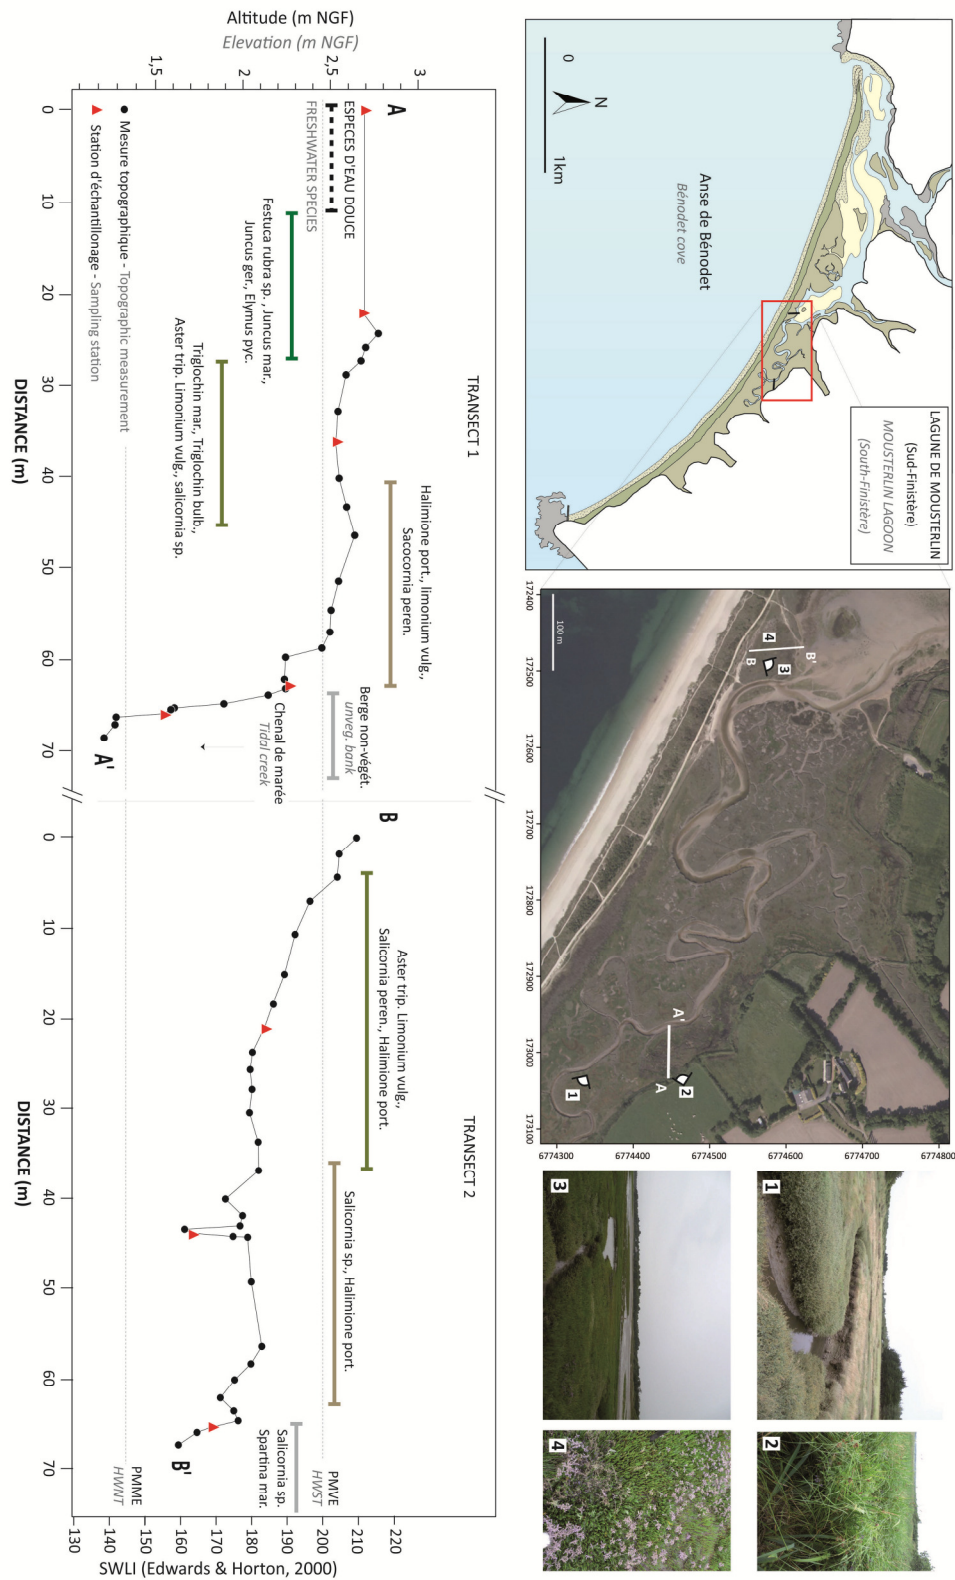 LAGUNE DE MOUSTERLIN
(Sud-Finistère)
MOUSTERLIN LAGOON
(South-Finistère)
Anse de Bénodet
Bénodet cove
N
0
1km
172400
172500
172600
172700
172800
172900
173000
173100
6774300
6774400
6774500
6774600
6774700
6774800
100 m
B'
B
4
3
A'
A
2
1
1
2
3
4
Altitude (m NGF)
Elevation (m NGF)
1,5
2
2,5
3
TRANSECT 1
A
ESPECES D'EAU DOUCE
FRESHWATER SPECIES
Festuca rubra sp., Juncus mar.,
Juncus ger., Elymus pyc.
Triglochin mar., Triglochin bulb.,
Aster trip. Limonium vulg., salicornia sp.
Halimione port., limonium vulg.,
Sacocornia peren.
Berge non-végét.
unveg. bank
Chenal de marée
Tidal creek
A'
Mesure topographique - Topographic measurement
Station d'échantillonage - Sampling station
0
10
20
30
40
50
60
70
DISTANCE (m)
TRANSECT 2
B
Aster trip. Limonium vulg.,
Salicornia peren., Halimione port.
Salicornia sp., Halimione port.
Salicornia sp.
Spartina mar.
B'
PMVE
HWST
PMME
HWNT
0
10
20
30
40
50
60
70
DISTANCE (m)
130
140
150
160
170
180
190
200
210
220
SWLI (Edwards & Horton, 2000)